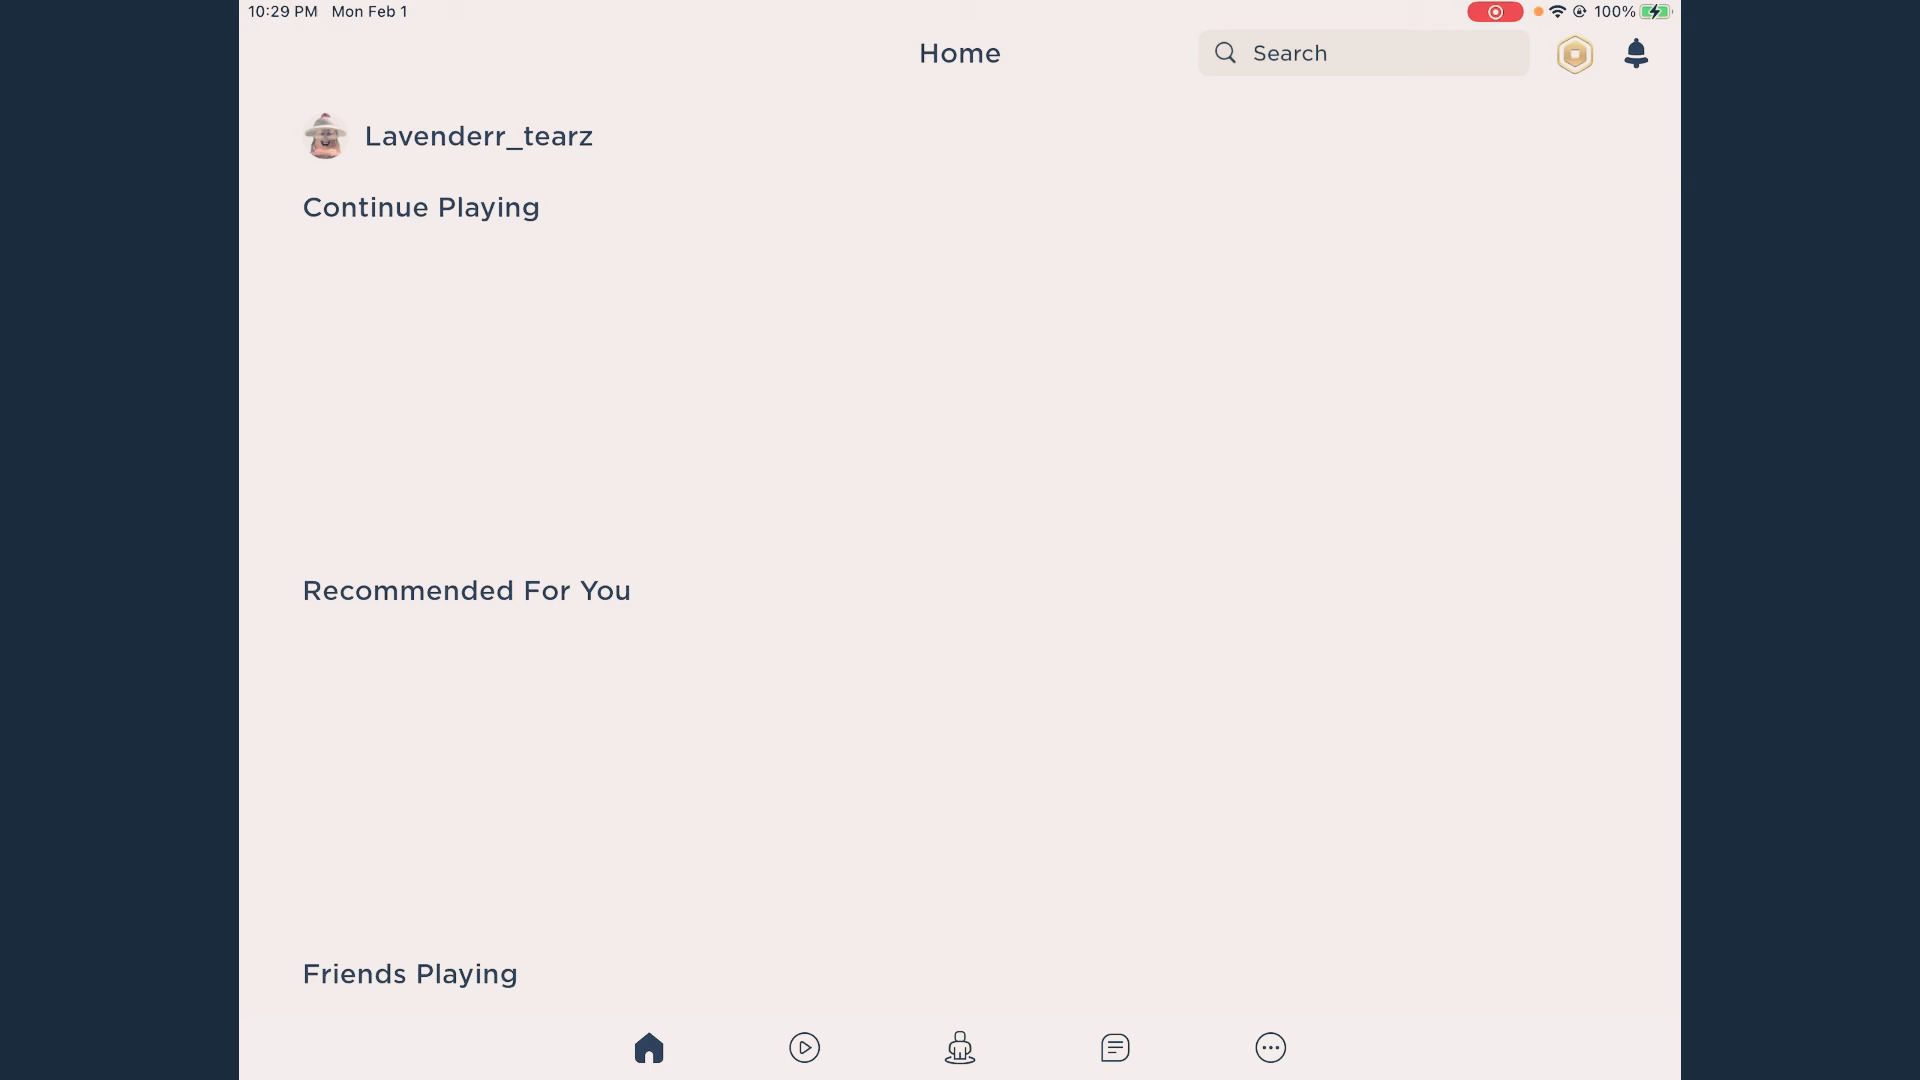 10:29 PM Mon Feb 1
100%
Home
Search
Lavenderr_tearz
Continue Playing
Recommended For You
Friends Playing